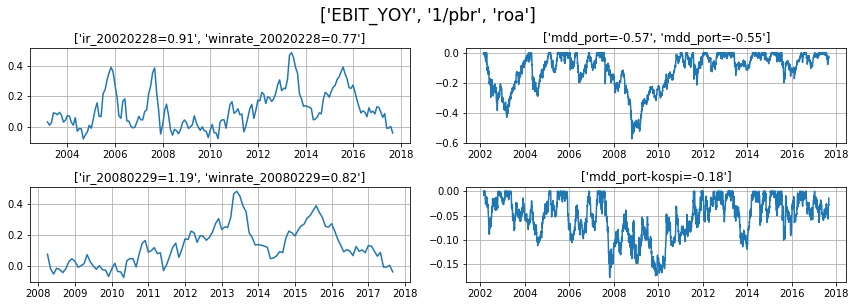 ['EBIT_YOY', '1/pbr', 'roa']
['ir_20020228=0.91', 'winrate_20020228=0.77']
0.4
0.2
0.0
2004 2006 2008 2010 2012 2014 2016 2018
['mdd_port=-0.57', 'mdd_port=-0.55']
0.0
−0.2
−0.4
−0.6
2002 2004 2006 2008 2010 2012 2014 2016 2018
['ir_20080229=1.19', 'winrate_20080229=0.82']
0.4
0.2
0.0
2008 2009 2010 2011 2012 2013 2014 2015 2016 2017 2018
['mdd_port-kospi=-0.18']
0.00
−0.05
−0.10
−0.15
2002 2004 2006 2008 2010 2012 2014 2016 2018